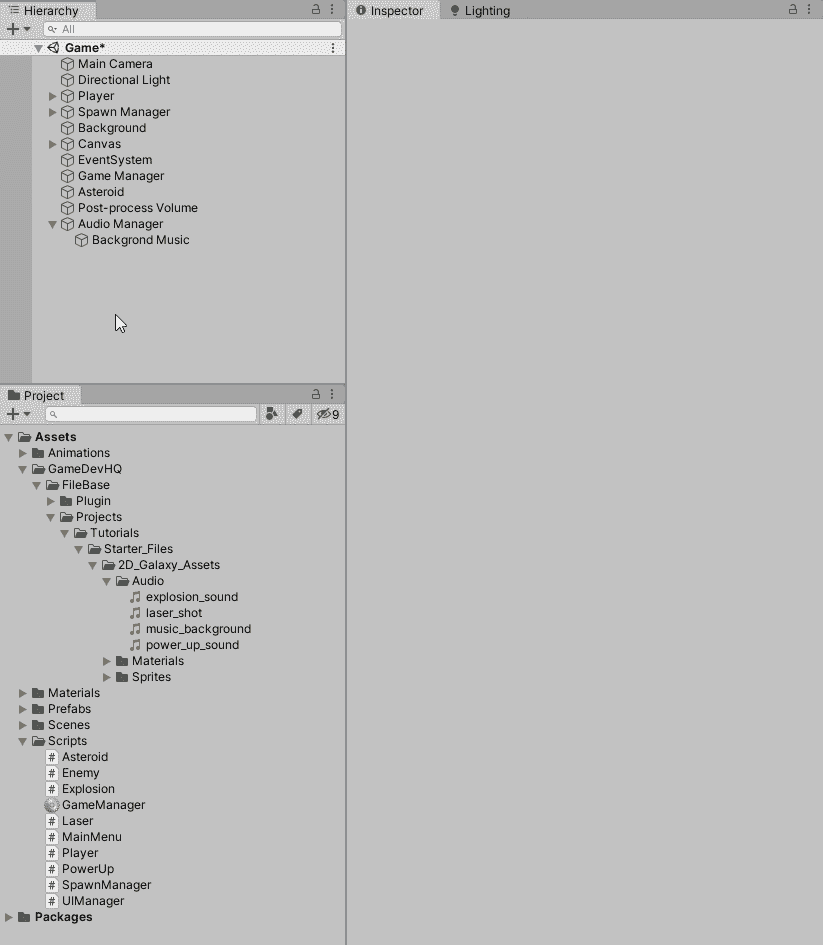 Hierarchy
All
Game*
Main Camera
Directional Light
Player
Spawn Manager
Background
Canvas
EventSystem
Game Manager
Asteroid
Post-process Volume
Audio Manager
Backgrond Music
Project
9
Assets
Animations
GameDevHQ
FileBase
Plugin
Projects
Tutorials
Starter_Files
2D_Galaxy_Assets
Audio
explosion_sound
laser_shot
music_background
power_up_sound
Materials
Sprites
Materials
Prefabs
Scenes
Scripts
# Asteroid
# Enemy
# Explosion
GameManager
# Laser
# MainMenu
# Player
# PowerUp
# SpawnManager
# UIManager
Packages
Inspector
Lighting